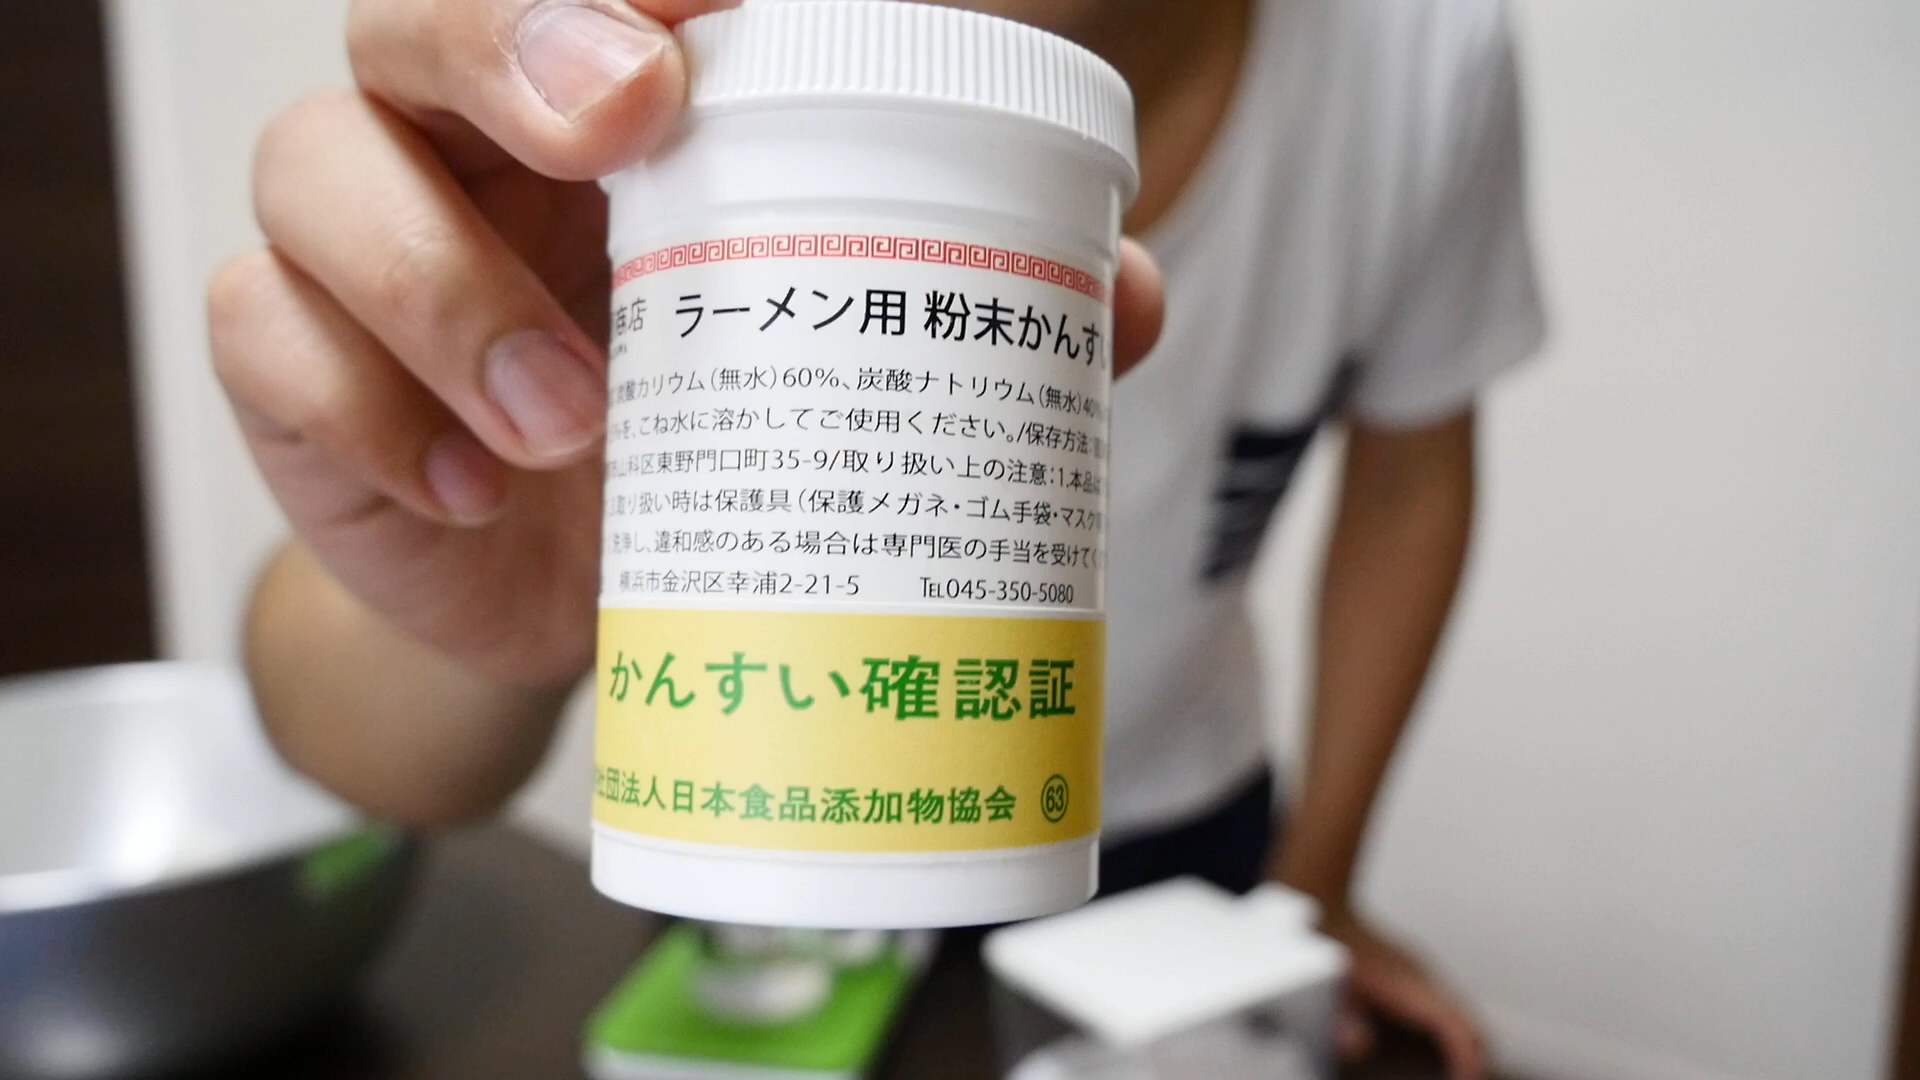 商店 ラーメン用 粉末かんす
炭酸カリウム(無水)60%、炭酸ナトリウム(無水)40%
を、こね水に溶かしてご使用ください。/保存方法:
山科区東野門口町35-9/取り扱い上の注意:1.本品は
取り扱い時は保護具(保護メガネ・ゴム手袋・マスク
洗浄し、違和感のある場合は専門医の手当を受けてく
横浜市金沢区幸浦2-21-5 TEL045-350-5080
かんすい確認証
社団法人日本食品添加物協会 63